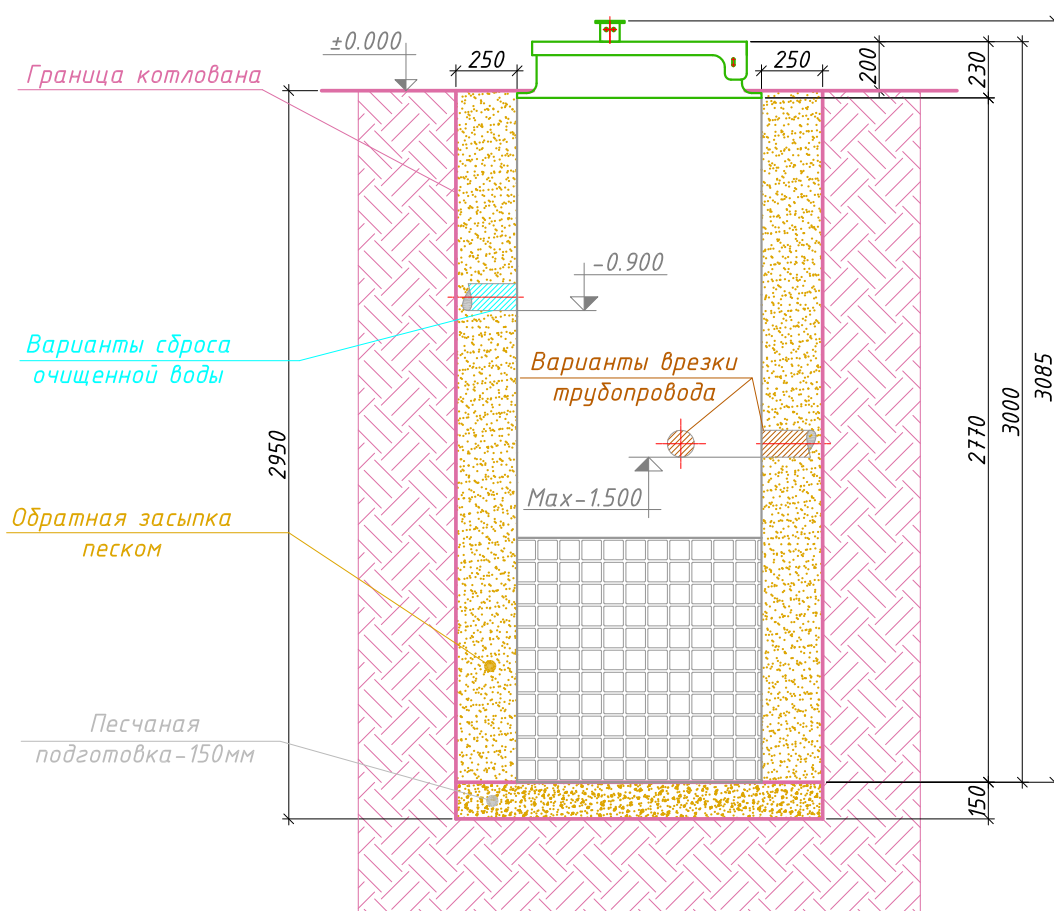 ±0.000
Граница котлована
250
250
200
230
-0.900
Варианты сброса
очищенной воды
Варианты врезки
трубопровода
3085
3000
2770
2950
Max-1.500
Обратная засыпка
песком
Песчаная
подготовка-150мм
150